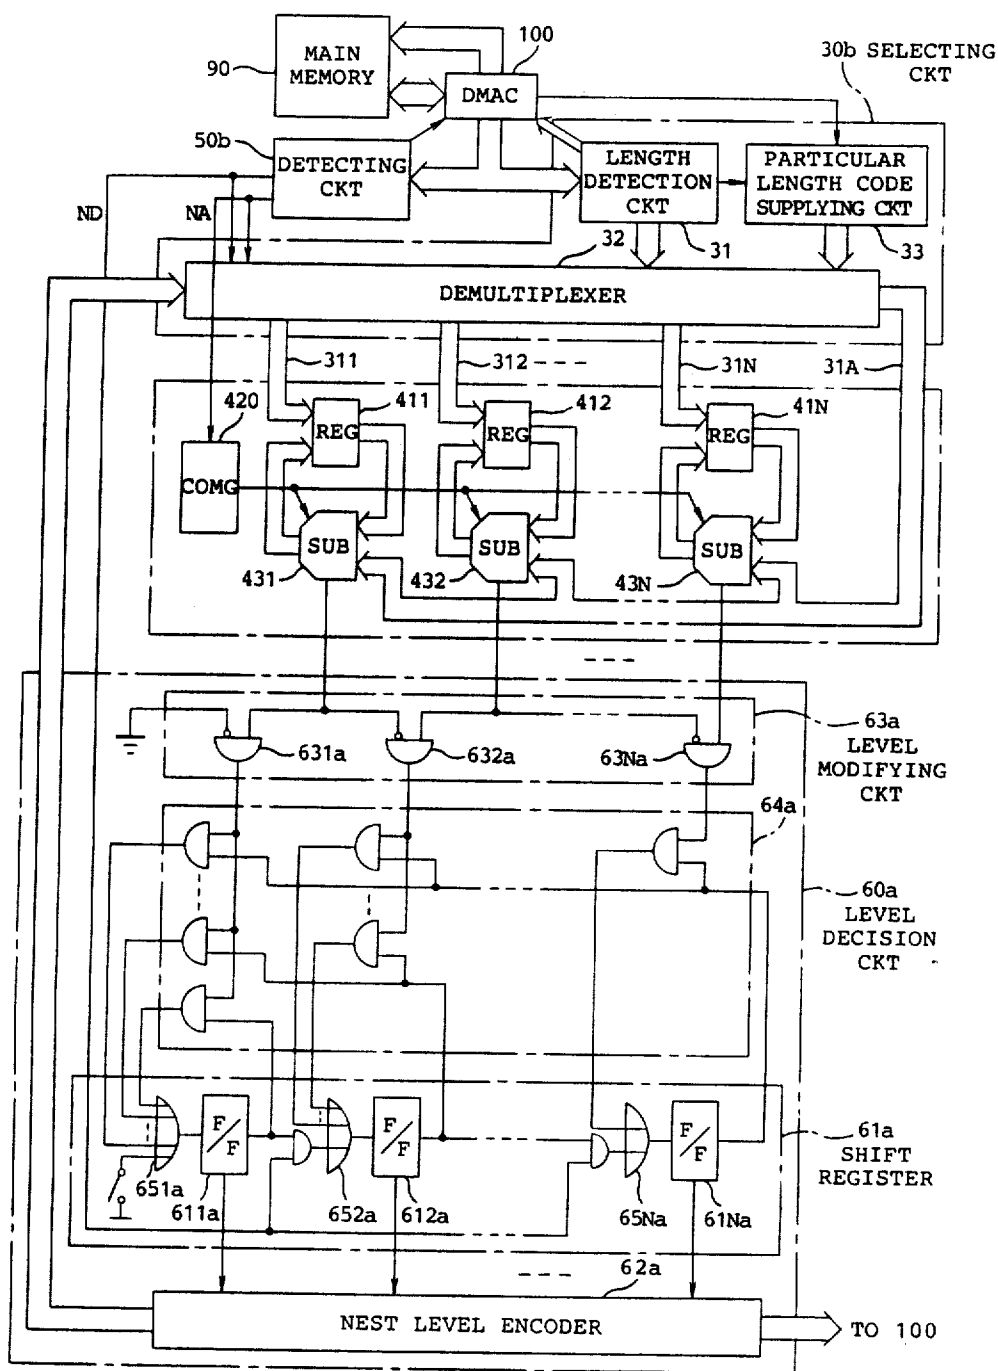 MAIN
MEMORY
90
100
DMAC
30b SELECTING
CKT
50b
DETECTING
CKT
LENGTH
DETECTION
CKT
PARTICULAR
LENGTH CODE
SUPPLYING CKT
ND
NA
32
31
33
DEMULTIPLEXER
311
312
31N
31A
420
411
412
41N
REG
REG
REG
COMG
SUB
SUB
SUB
431
432
43N
631a
632a
63Na
63a
LEVEL
MODIFYING
CKT
64a
60a
LEVEL
DECISION
CKT
F/F
F/F
F/F
61a
SHIFT
REGISTER
651a
611a
652a
612a
65Na
61Na
62a
NEST LEVEL ENCODER
TO 100